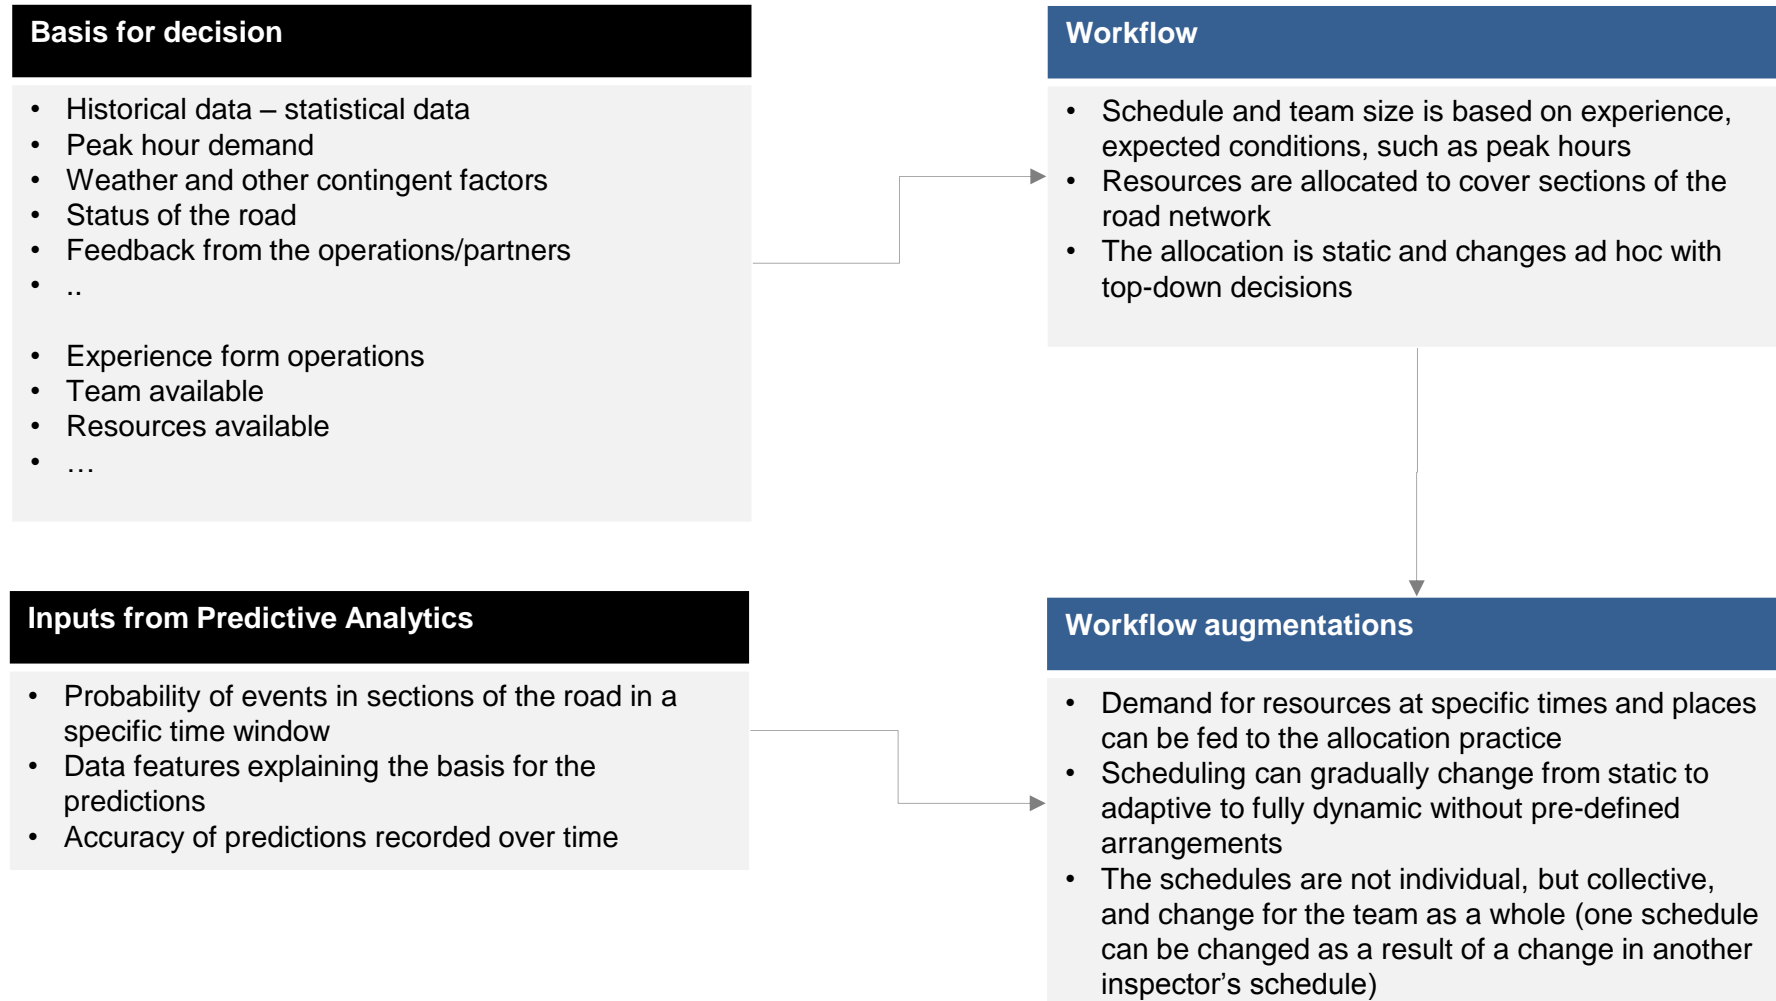 Basis for decision
• Historical data – statistical data
• Peak hour demand
• Weather and other contingent factors
• Status of the road
• Feedback from the operations/partners
• ..
• Experience form operations
• Team available
• Resources available
• …
Workflow
• Schedule and team size is based on experience,
expected conditions, such as peak hours
• Resources are allocated to cover sections of the
road network
• The allocation is static and changes ad hoc with
top-down decisions
Inputs from Predictive Analytics
• Probability of events in sections of the road in a
specific time window
• Data features explaining the basis for the
predictions
• Accuracy of predictions recorded over time
Workflow augmentations
• Demand for resources at specific times and places
can be fed to the allocation practice
• Scheduling can gradually change from static to
adaptive to fully dynamic without pre-defined
arrangements
• The schedules are not individual, but collective,
and change for the team as a whole (one schedule
can be changed as a result of a change in another
inspector’s schedule)